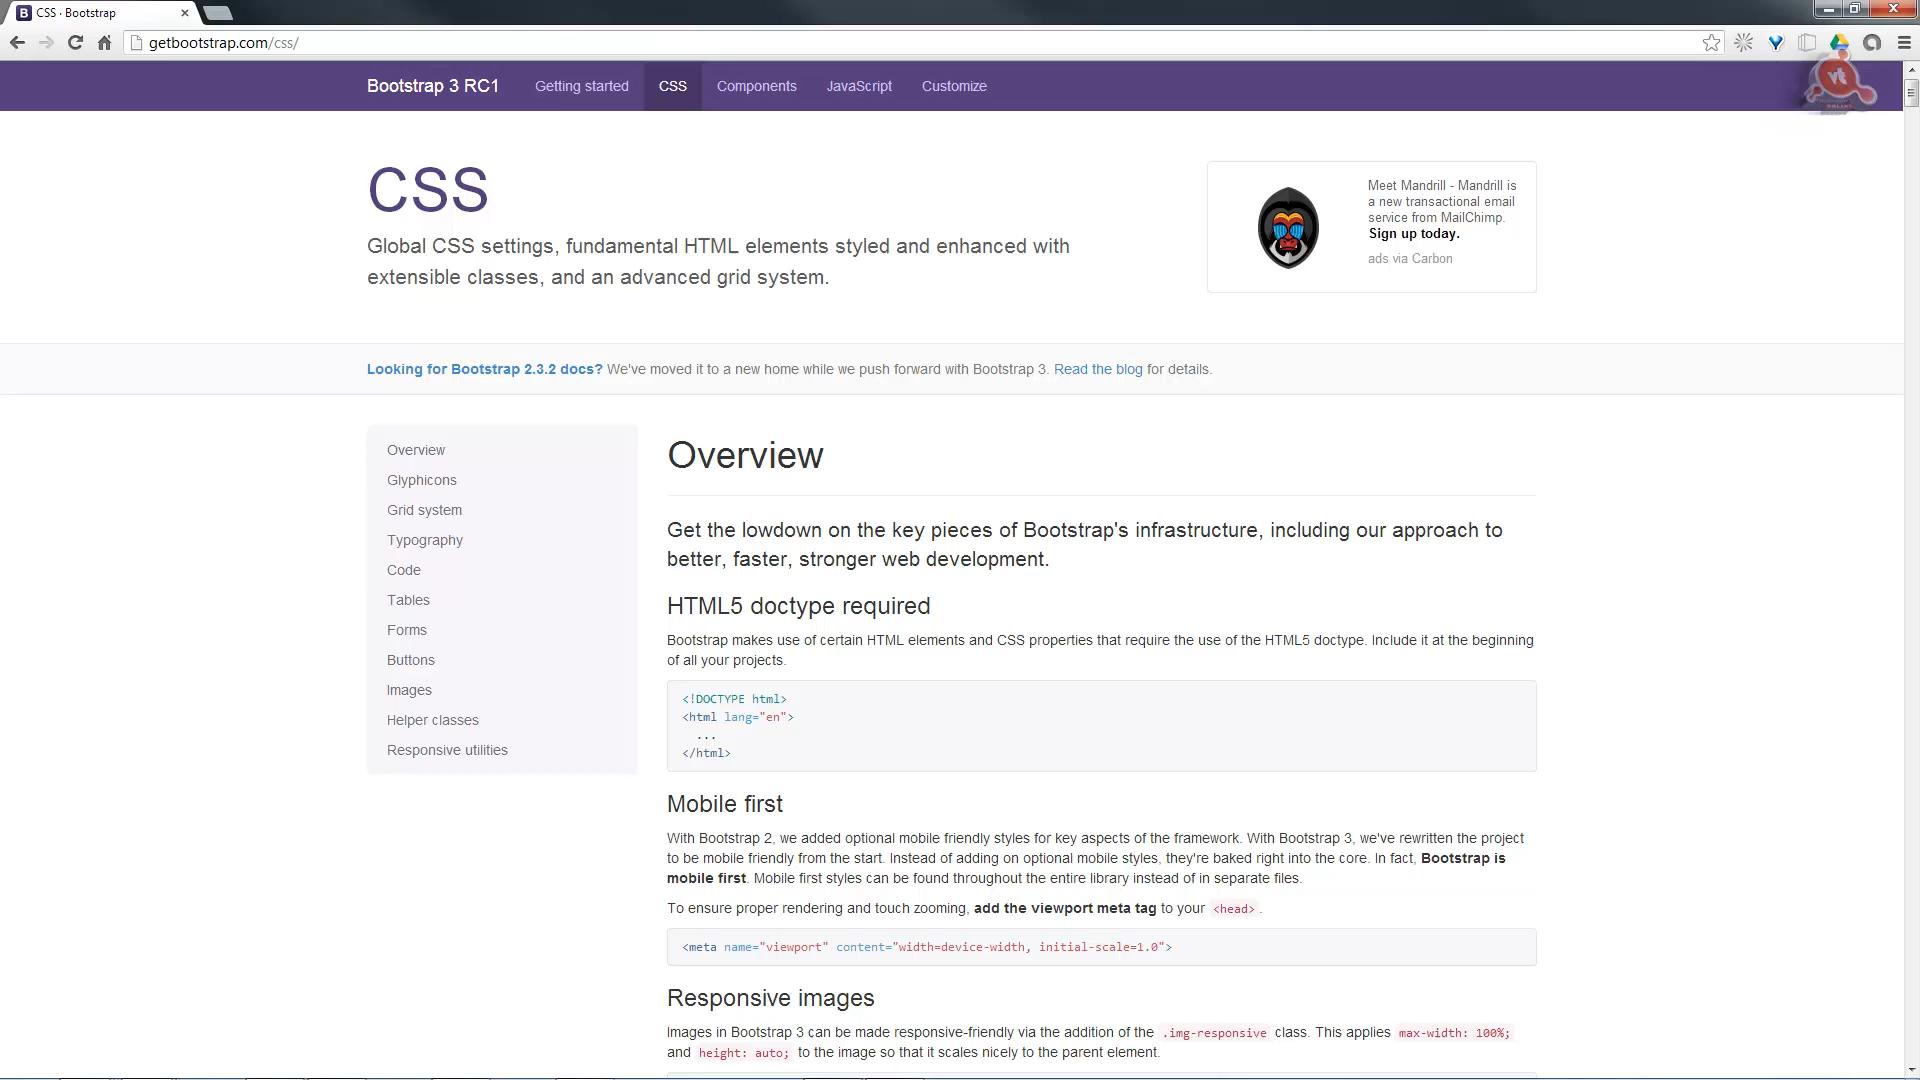 CSS · Bootstrap
getbootstrap.com/css/
Bootstrap 3 RC1 Getting started CSS Components JavaScript Customize
CSS
Global CSS settings, fundamental HTML elements styled and enhanced with
extensible classes, and an advanced grid system.
Meet Mandrill - Mandrill is
a new transactional email
service from MailChimp.
Sign up today.
ads via Carbon
Looking for Bootstrap 2.3.2 docs? We've moved it to a new home while we push forward with Bootstrap 3. Read the blog for details.
Overview
Glyphicons
Grid system
Typography
Code
Tables
Forms
Buttons
Images
Helper classes
Responsive utilities
Overview
Get the lowdown on the key pieces of Bootstrap's infrastructure, including our approach to
better, faster, stronger web development.
HTML5 doctype required
Bootstrap makes use of certain HTML elements and CSS properties that require the use of the HTML5 doctype. Include it at the beginning
of all your projects.
<!DOCTYPE html>
<html lang="en">
...
</html>
Mobile first
With Bootstrap 2, we added optional mobile friendly styles for key aspects of the framework. With Bootstrap 3, we've rewritten the project
to be mobile friendly from the start. Instead of adding on optional mobile styles, they're baked right into the core. In fact, Bootstrap is
mobile first. Mobile first styles can be found throughout the entire library instead of in separate files.
To ensure proper rendering and touch zooming, add the viewport meta tag to your <head>.
<meta name="viewport" content="width=device-width, initial-scale=1.0">
Responsive images
Images in Bootstrap 3 can be made responsive-friendly via the addition of the .img-responsive class. This applies max-width: 100%;
and height: auto; to the image so that it scales nicely to the parent element.